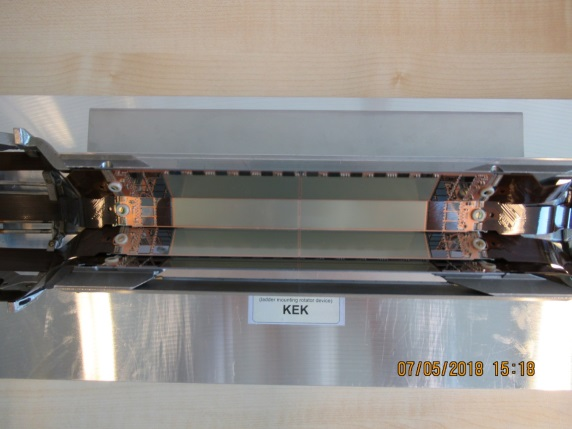 (ladder mounting rotator device)
KEK
07/05/2018 15:18